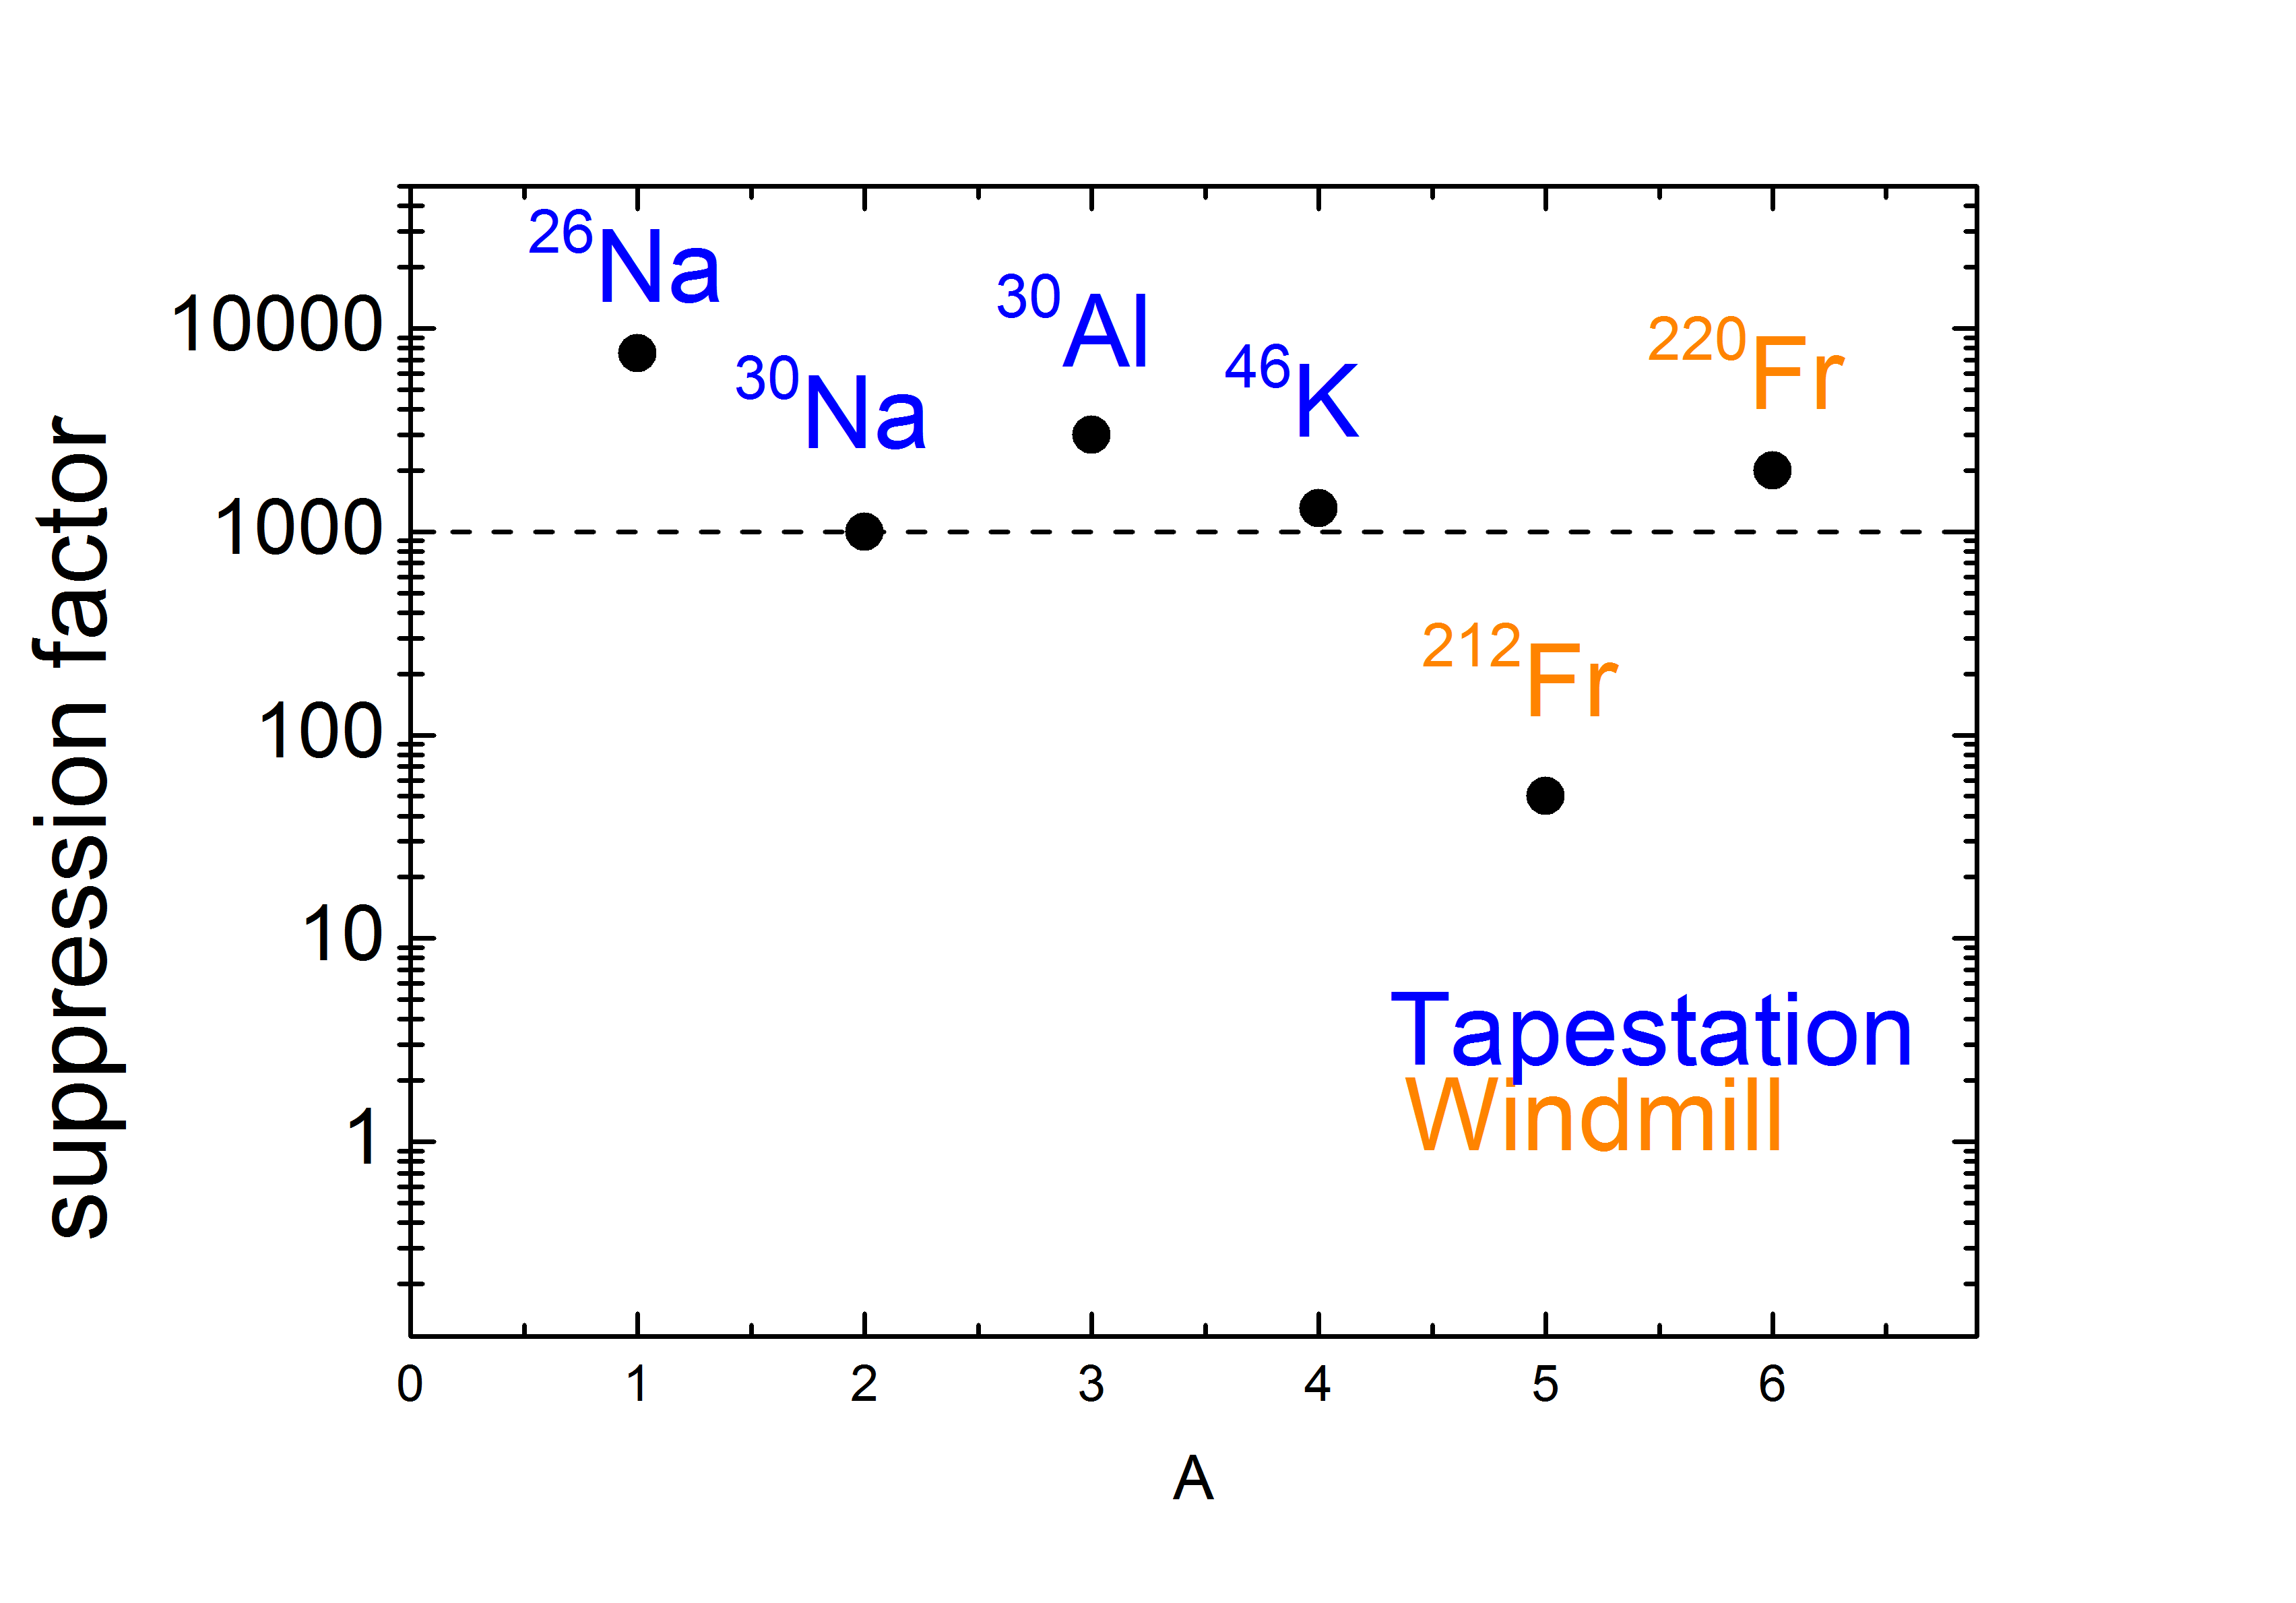 suppression factor
10000
1000
100
10
1
²⁶Na
³⁰Na
³⁰Al
⁴⁶K
²²⁰Fr
²¹²Fr
Tapestation
Windmill
0 1 2 3 4 5 6
A